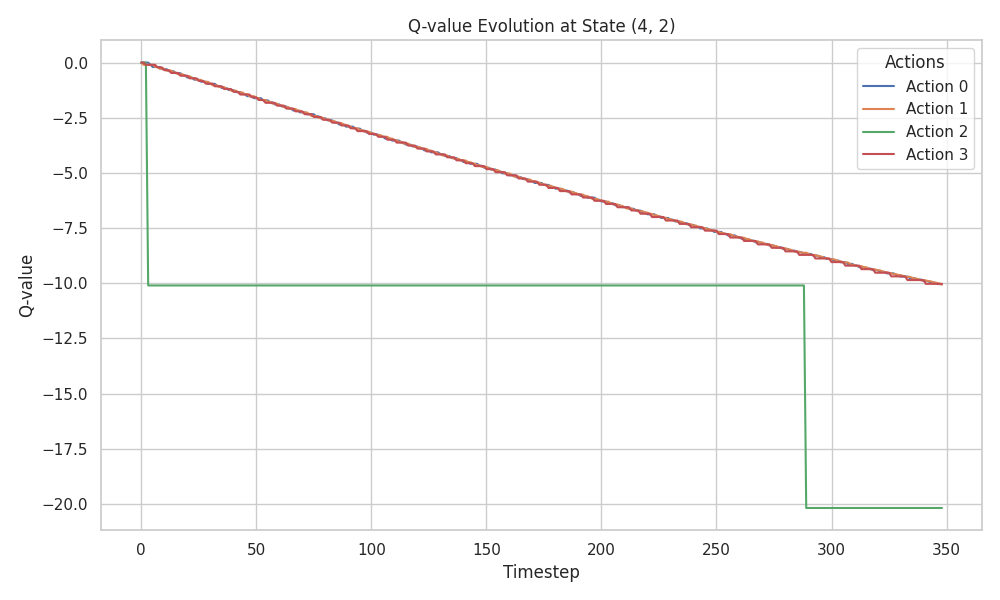 Q-value Evolution at State (4, 2)
Q-value
0.0
−2.5
−5.0
−7.5
−10.0
−12.5
−15.0
−17.5
−20.0
Actions
Action 0
Action 1
Action 2
Action 3
0 50 100 150 200 250 300 350
Timestep